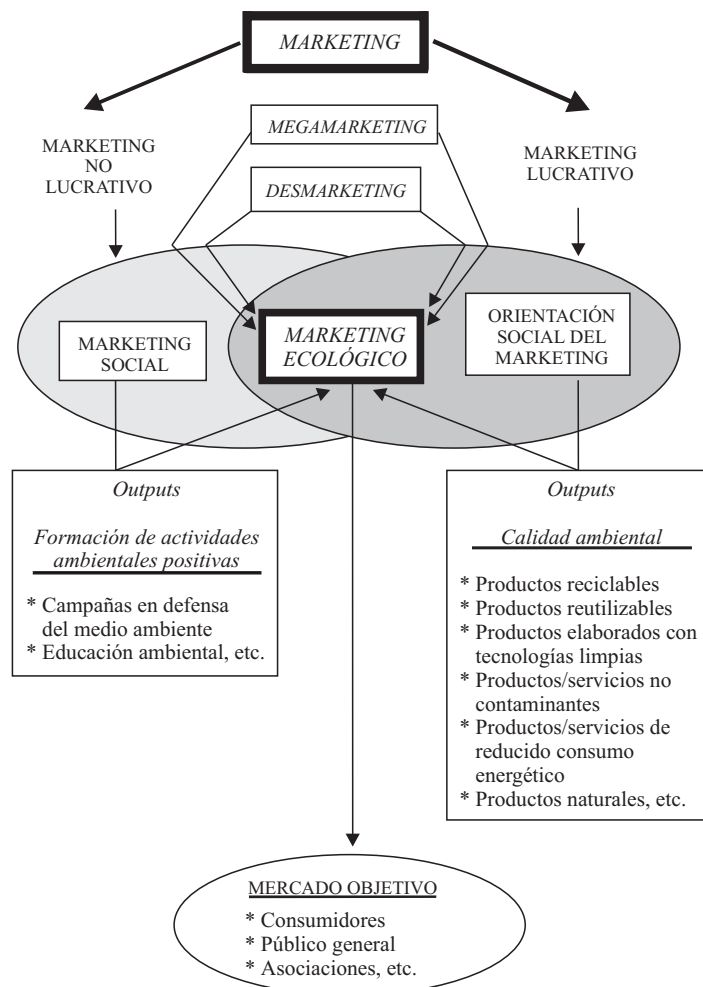 MARKETING
MEGAMARKETING
MARKETING
NO
LUCRATIVO
MARKETING
LUCRATIVO
DESMARKETING
MARKETING
SOCIAL
MARKETING
ECOLÓGICO
ORIENTACIÓN
SOCIAL DEL
MARKETING
Outputs
Formación de actividades
ambientales positivas
* Campañas en defensa
del medio ambiente
* Educación ambiental, etc.
Outputs
Calidad ambiental
* Productos reciclables
* Productos reutilizables
* Productos elaborados con
tecnologías limpias
* Productos/servicios no
contaminantes
* Productos/servicios de
reducido consumo
energético
* Productos naturales, etc.
MERCADO OBJETIVO
* Consumidores
* Público general
* Asociaciones, etc.